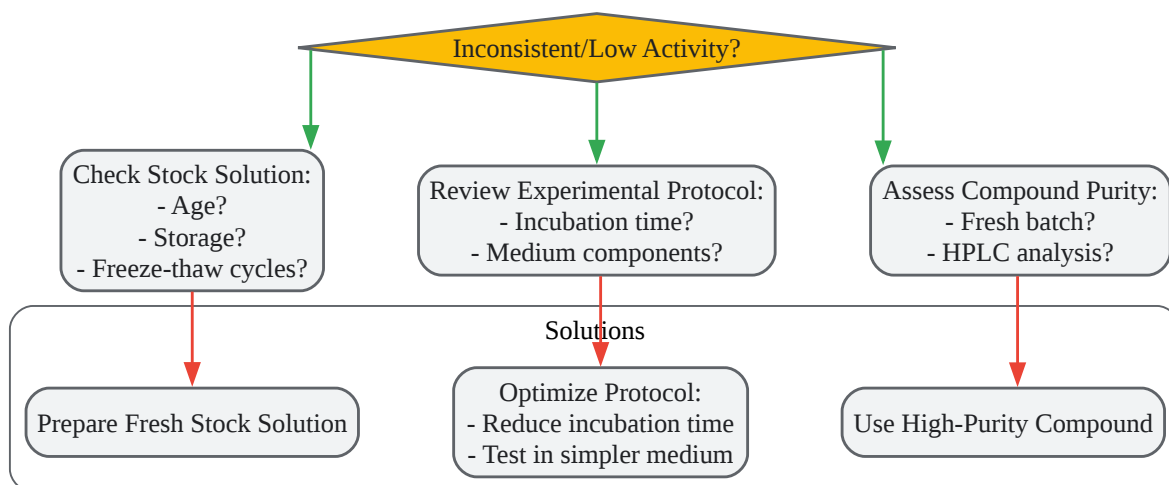 Inconsistent/Low Activity?
Check Stock Solution:
- Age?
- Storage?
- Freeze-thaw cycles?
Review Experimental Protocol:
- Incubation time?
- Medium components?
Assess Compound Purity:
- Fresh batch?
- HPLC analysis?
Solutions
Prepare Fresh Stock Solution
Optimize Protocol:
- Reduce incubation time
- Test in simpler medium
Use High-Purity Compound